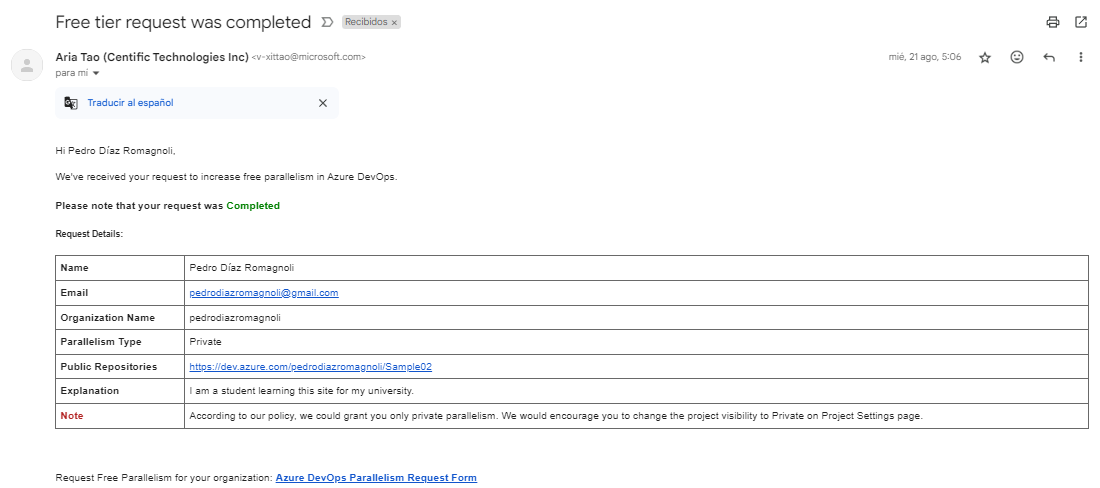 Free tier request was completed Recibidos x
Aria Tao (Centific Technologies Inc) <v-xittao@microsoft.com> mié, 21 ago, 5:06
para mí
Traducir al español
Hi Pedro Díaz Romagnoli,
We've received your request to increase free parallelism in Azure DevOps.
Please note that your request was Completed
Request Details:
Name Pedro Díaz Romagnoli
Email pedrodiazromagnoli@gmail.com
Organization Name pedrodiazromagnoli
Parallelism Type Private
Public Repositories https://dev.azure.com/pedrodiazromagnoli/Sample02
Explanation I am a student learning this site for my university.
Note According to our policy, we could grant you only private parallelism. We would encourage you to change the project visibility to Private on Project Settings page.
Request Free Parallelism for your organization: Azure DevOps Parallelism Request Form